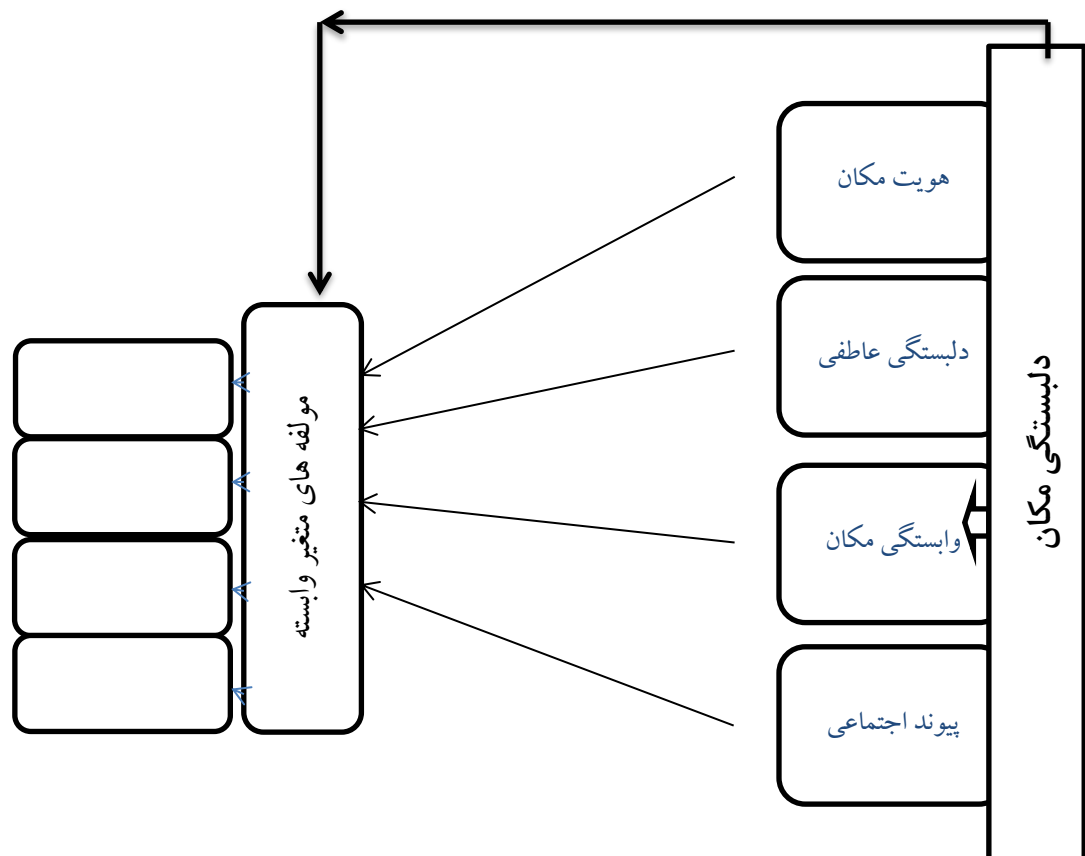 دلبستگی مکان
هویت مکان
دلبستگی عاطفی
وابستگی مکان
پیوند اجتماعی
مولفه های متغیر وابسته